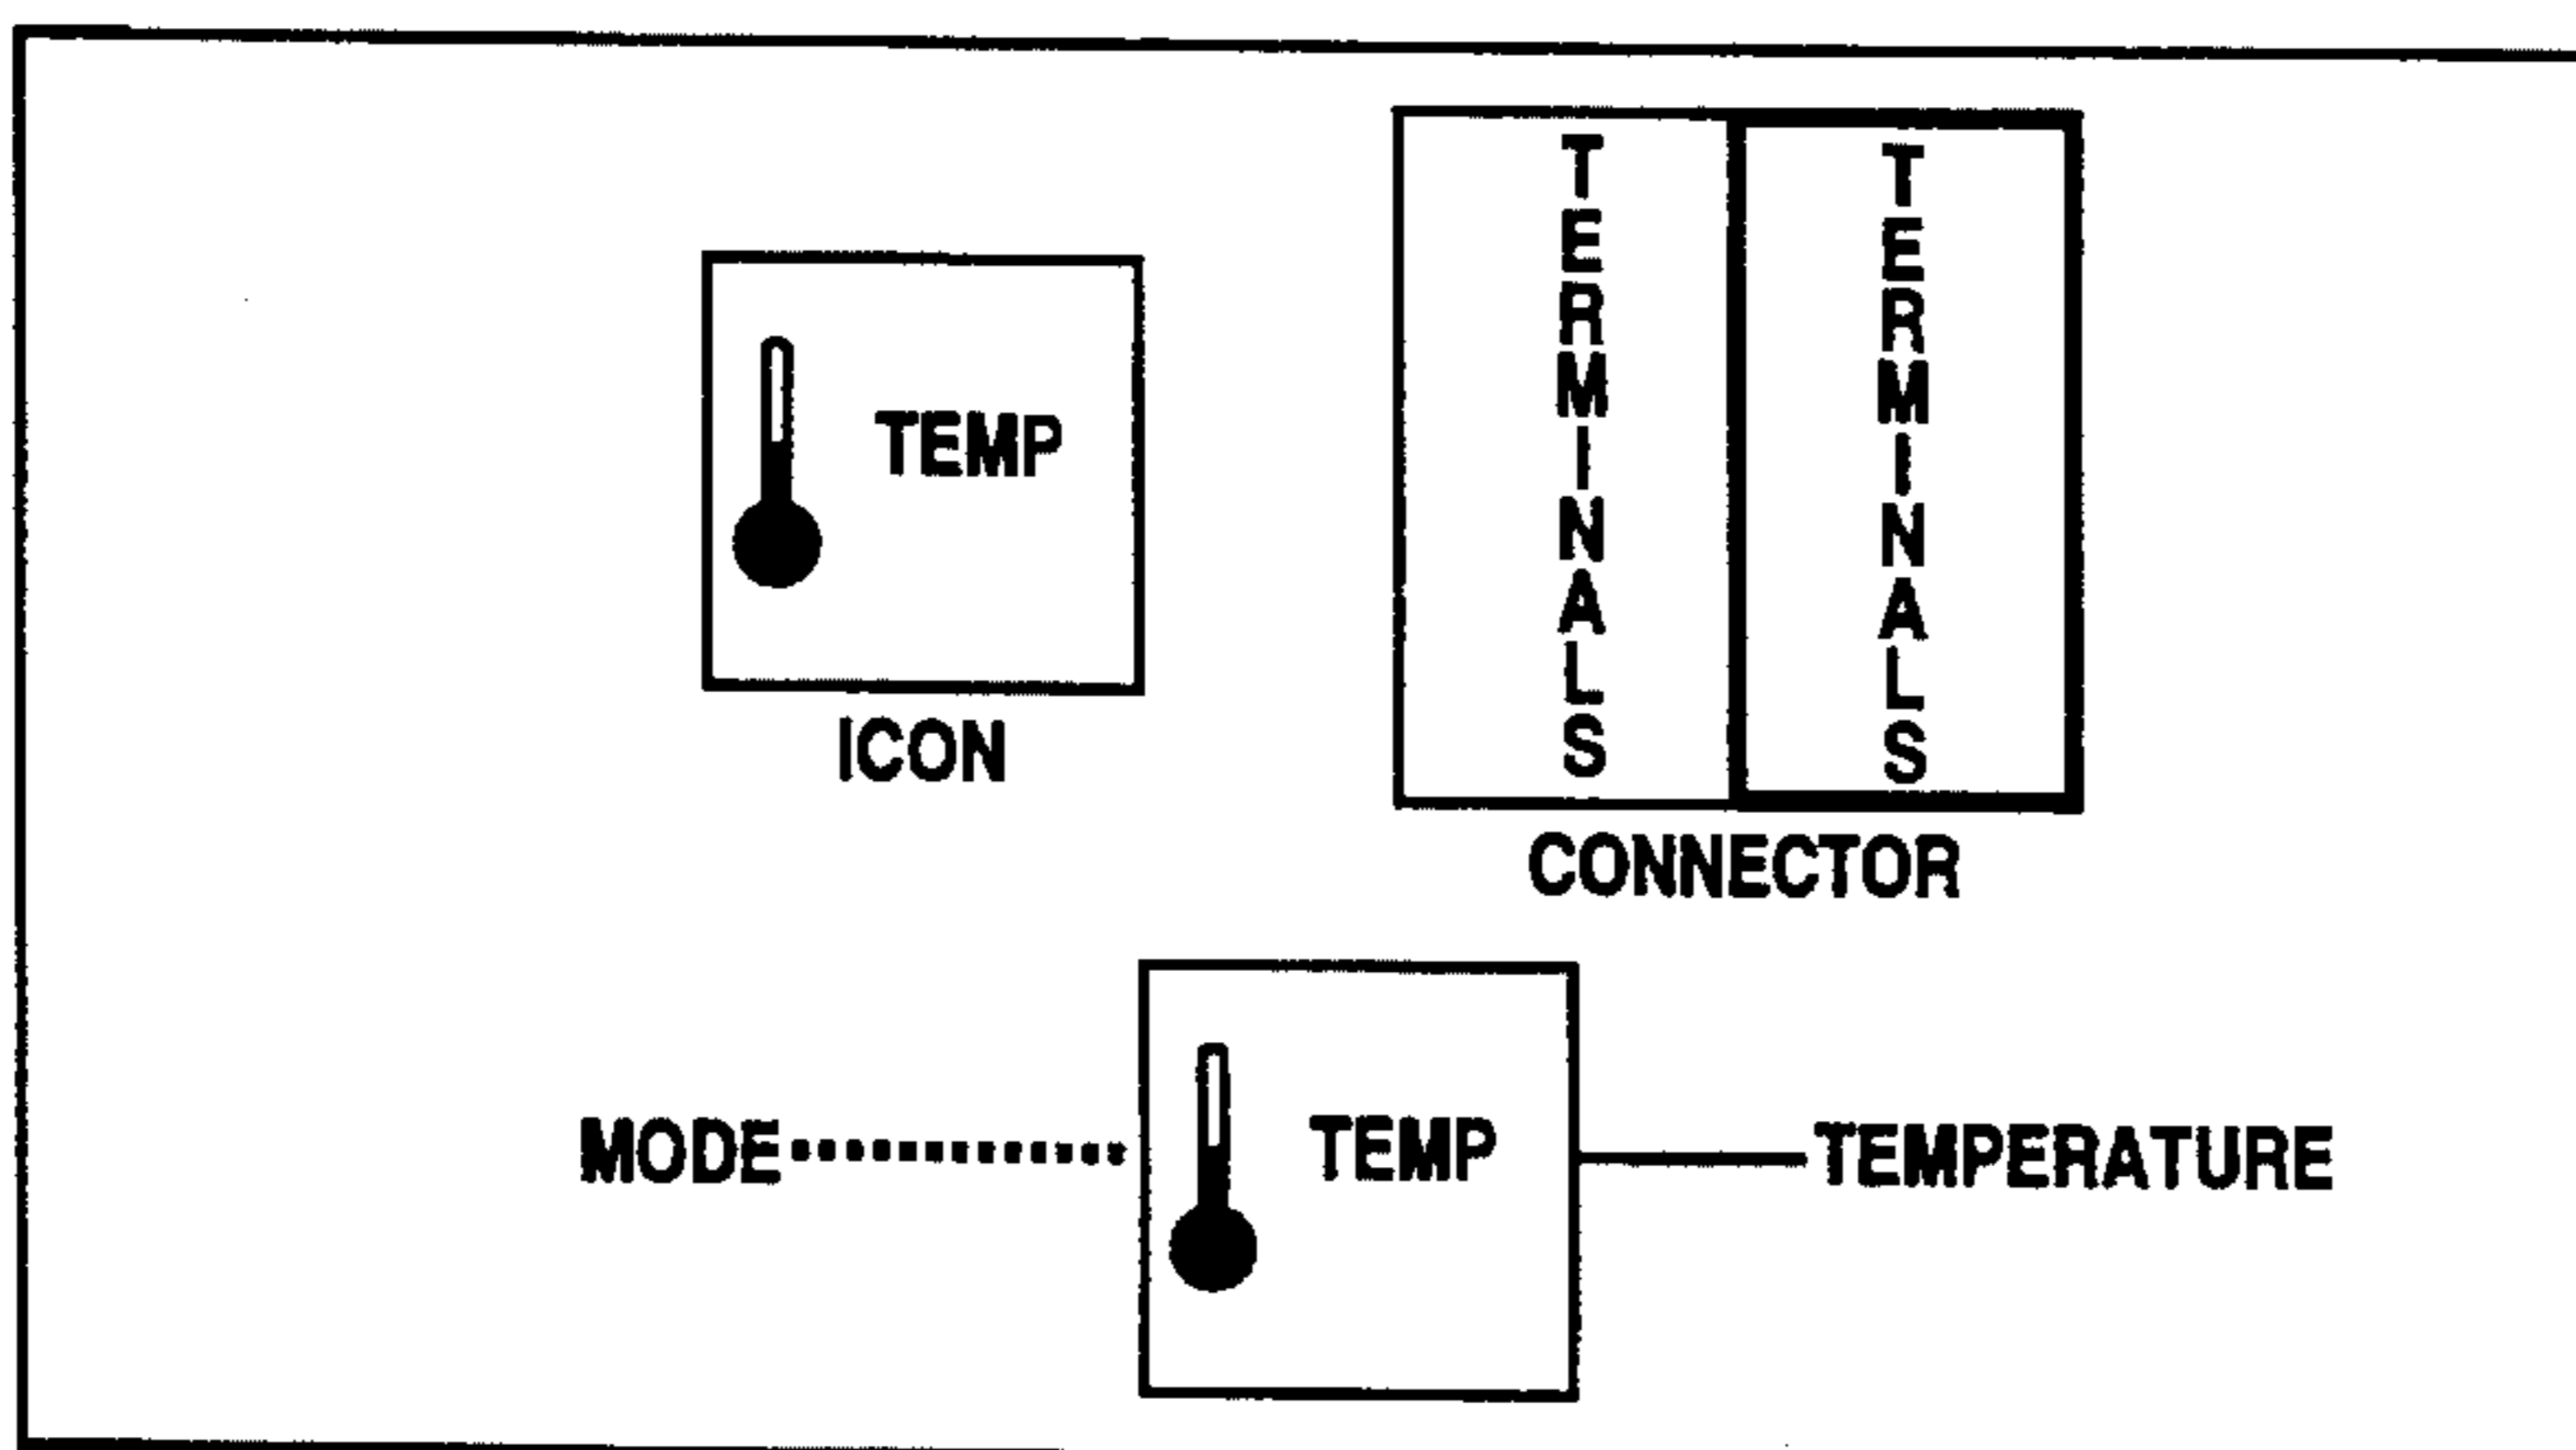 TEMP
ICON
TERMINALS
TERMINALS
CONNECTOR
MODE
TEMP
TEMPERATURE